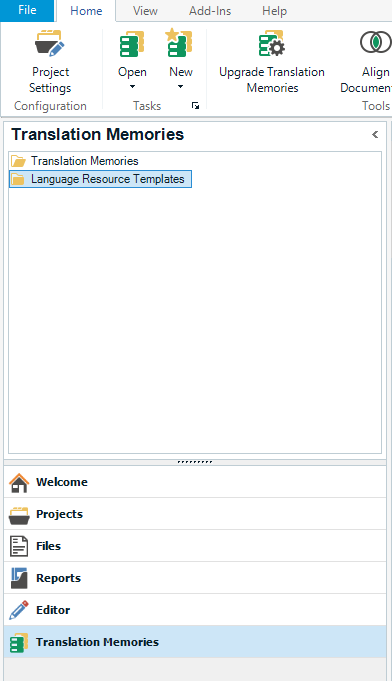 File Home View Add-Ins Help
Project Settings
Open
New
Upgrade Translation Memories
Align
Documen
Configuration
Tasks
Tools
Translation Memories
Translation Memories
Language Resource Templates
Welcome
Projects
Files
Reports
Editor
Translation Memories